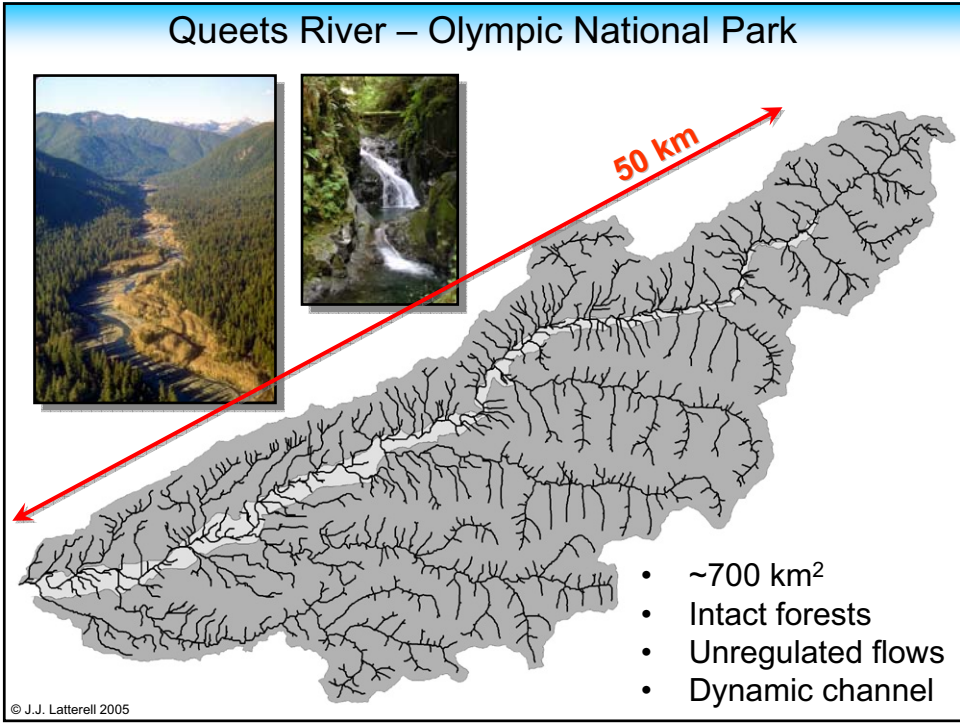 Queets River – Olympic National Park
50 km
• ~700 km²
• Intact forests
• Unregulated flows
• Dynamic channel
© J.J. Latterell 2005